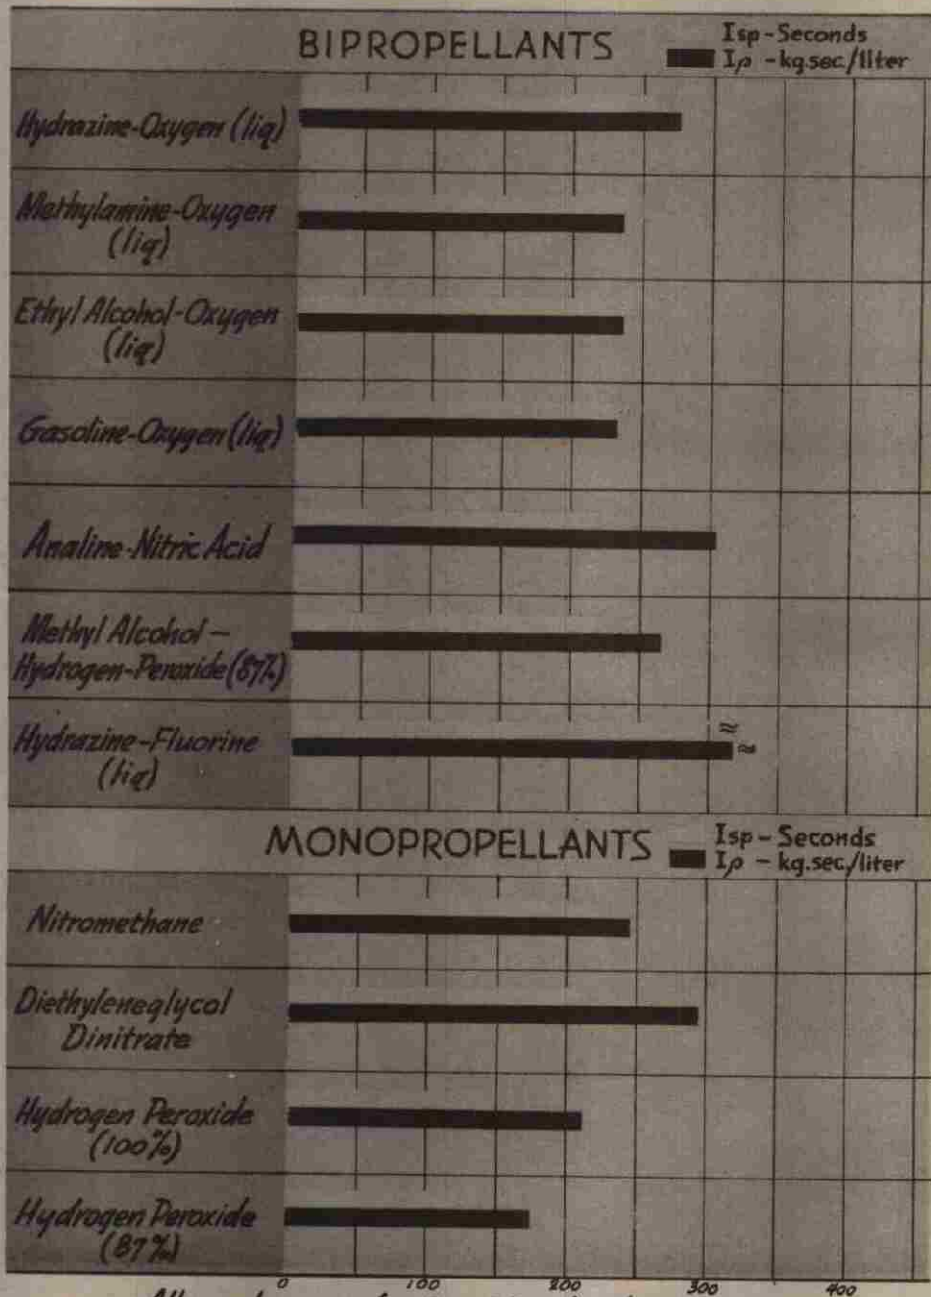 BIPROPELLANTS
Isp-Seconds
Iρ - kg.sec/liter
Hydrazine-Oxygen (liq)
Methylamine-Oxygen
(liq)
Ethyl Alcohol-Oxygen
(liq)
Gasoline-Oxygen (liq)
Analine-Nitric Acid
Methyl Alcohol –
Hydrogen-Peroxide (87%)
Hydrazine-Fluorine
(liq)
≈
≈
MONOPROPELLANTS
Isp - Seconds
Iρ - kg.sec/liter
Nitromethane
Diethyleneglycol
Dinitrate
Hydrogen Peroxide
(100%)
Hydrogen Peroxide
(87%)
0 100 200 300 400